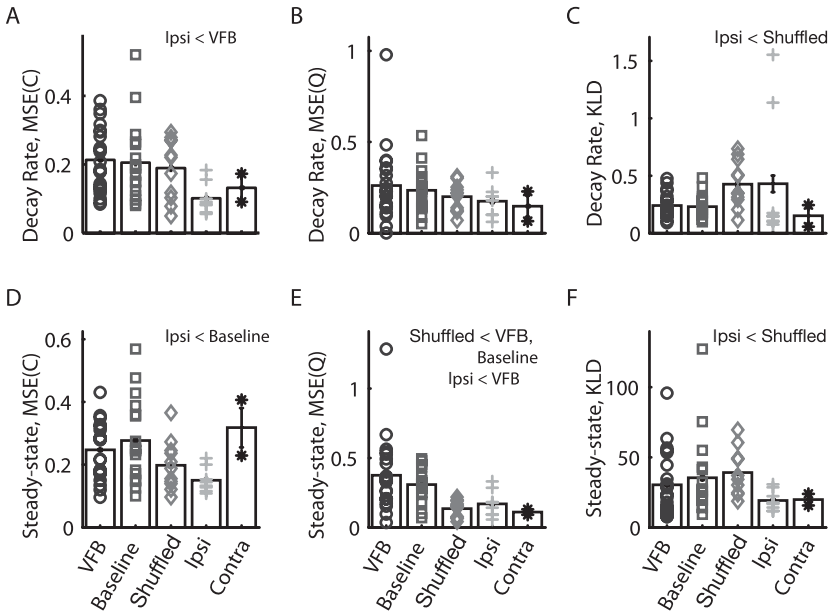 A
Ipsi < VFB
Decay Rate, MSE(C)
0.4
0.2
0
B
Decay Rate, MSE(Q)
1
0.5
0
C
Ipsi < Shuffled
Decay Rate, KLD
1.5
1
0.5
0
D
Ipsi < Baseline
Steady-state, MSE(C)
0.6
0.4
0.2
0
VFB
Baseline
Shuffled
Ipsi
Contra
E
Shuffled < VFB,
Baseline
Ipsi < VFB
Steady-state, MSE(Q)
1
0.5
0
VFB
Baseline
Shuffled
Ipsi
Contra
F
Ipsi < Shuffled
Steady-state, KLD
100
50
0
VFB
Baseline
Shuffled
Ipsi
Contra